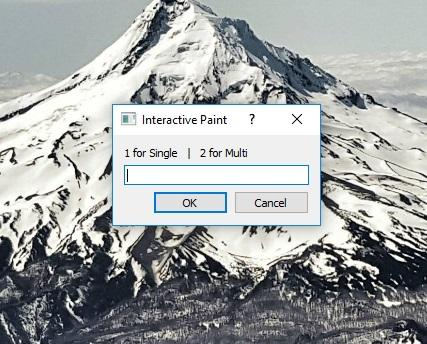 Interactive Paint ?
1 for Single | 2 for Multi
OK Cancel